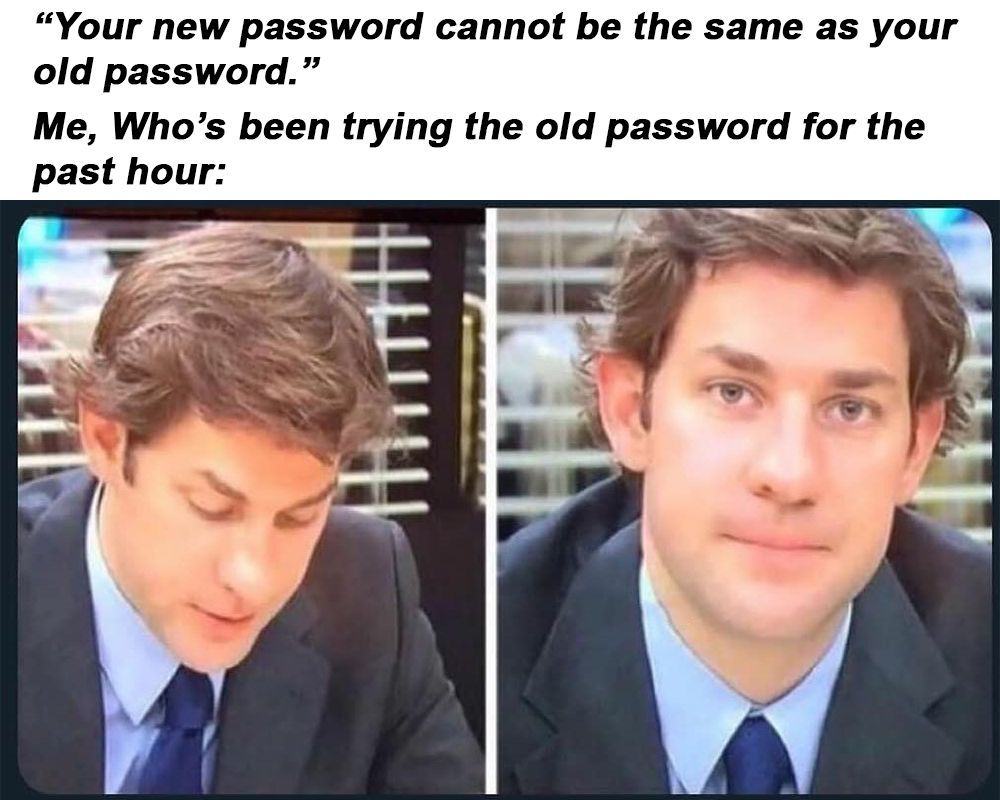 “Your new password cannot be the same as your
old password.”
Me, Who’s been trying the old password for the
past hour: